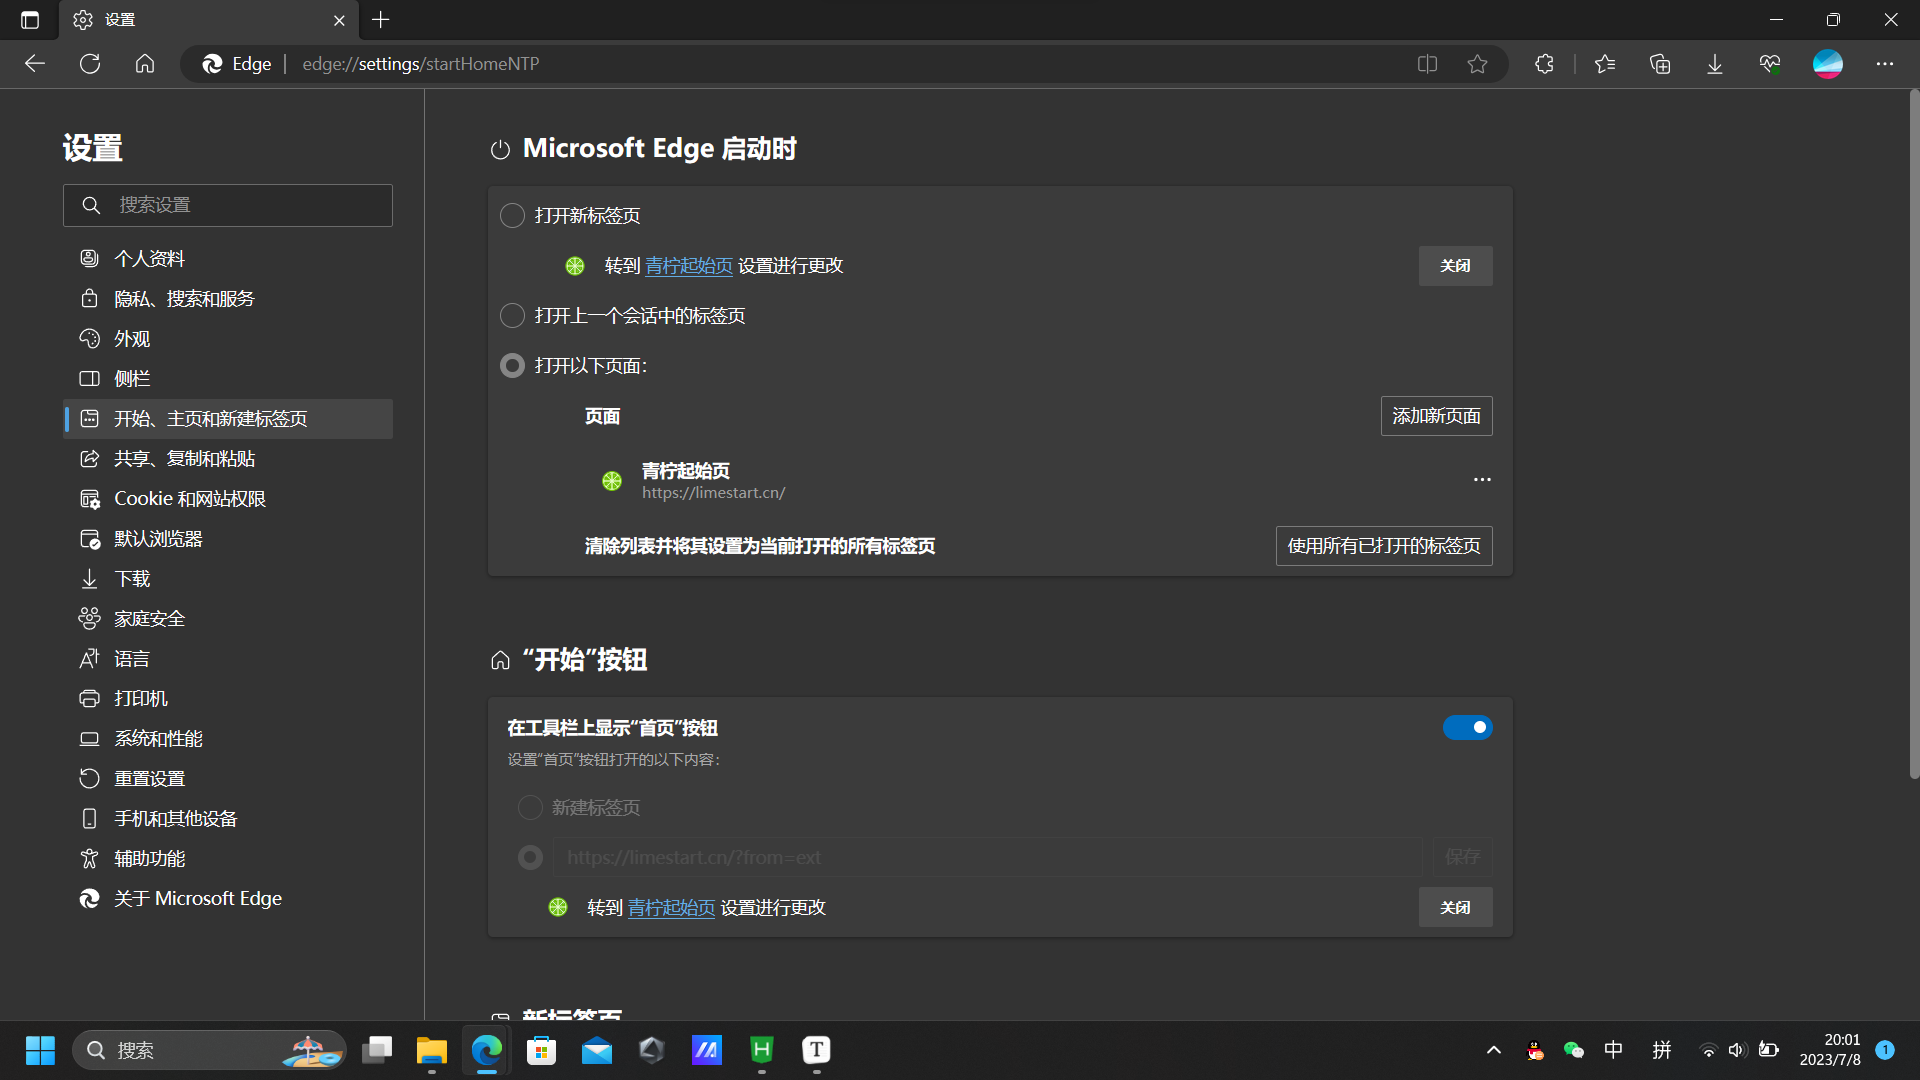 设置
Edge
edge://settings/startHomeNTP
设置
搜索设置
个人资料
隐私、搜索和服务
外观
侧栏
开始、主页和新建标签页
共享、复制和粘贴
Cookie 和网站权限
默认浏览器
下载
家庭安全
语言
打印机
系统和性能
重置设置
手机和其他设备
辅助功能
关于 Microsoft Edge
Microsoft Edge 启动时
打开新标签页
转到 青柠起始页 设置进行更改
关闭
打开上一个会话中的标签页
打开以下页面:
页面
添加新页面
青柠起始页
https://limestart.cn/
清除列表并将其设置为当前打开的所有标签页
使用所有已打开的标签页
“开始”按钮
在工具栏上显示“首页”按钮
设置“首页”按钮打开的以下内容:
新建标签页
https://limestart.cn/?from=ext
保存
转到 青柠起始页 设置进行更改
关闭
新标签页
搜索
H
T
中
拼
20:01
2023/7/8
1